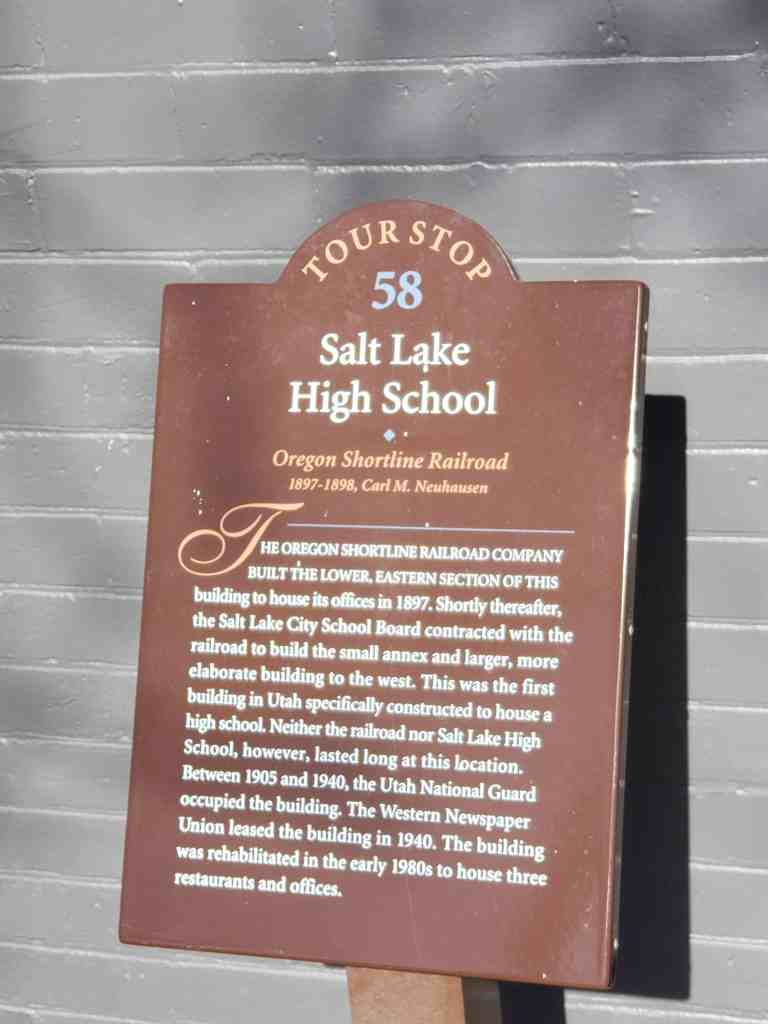 TOUR STOP
58
Salt Lake
High School
Oregon Shortline Railroad
1897-1898, Carl M. Neuhausen
THE OREGON SHORTLINE RAILROAD COMPANY
BUILT THE LOWER, EASTERN SECTION OF THIS
building to house its offices in 1897. Shortly thereafter,
the Salt Lake City School Board contracted with the
railroad to build the small annex and larger, more
elaborate building to the west. This was the first
building in Utah specifically constructed to house a
high school. Neither the railroad nor Salt Lake High
School, however, lasted long at this location.
Between 1905 and 1940, the Utah National Guard
occupied the building. The Western Newspaper
Union leased the building in 1940. The building
was rehabilitated in the early 1980s to house three
restaurants and offices.